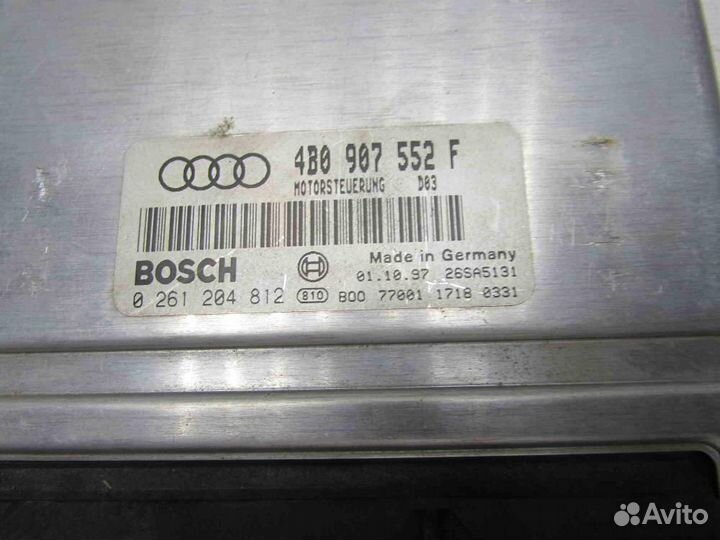 4B0 907 552 F
MOTORSTEUERUNG D03
BOSCH
Made in Germany
01.10.97 26SA5131
0 261 204 812 810 B00 77001 1718 0331
Avito